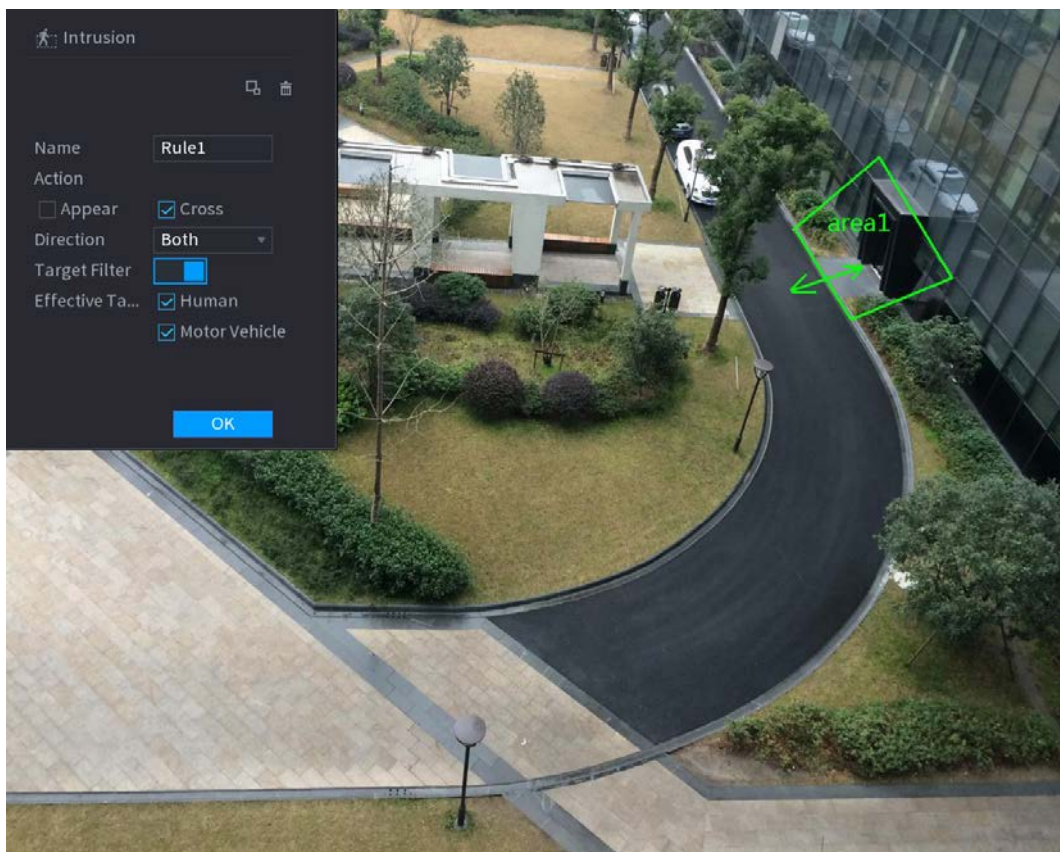 Intrusion
Name Rule1
Action
Appear Cross
Direction Both
Target Filter
Effective Ta... Human
Motor Vehicle
OK
area1